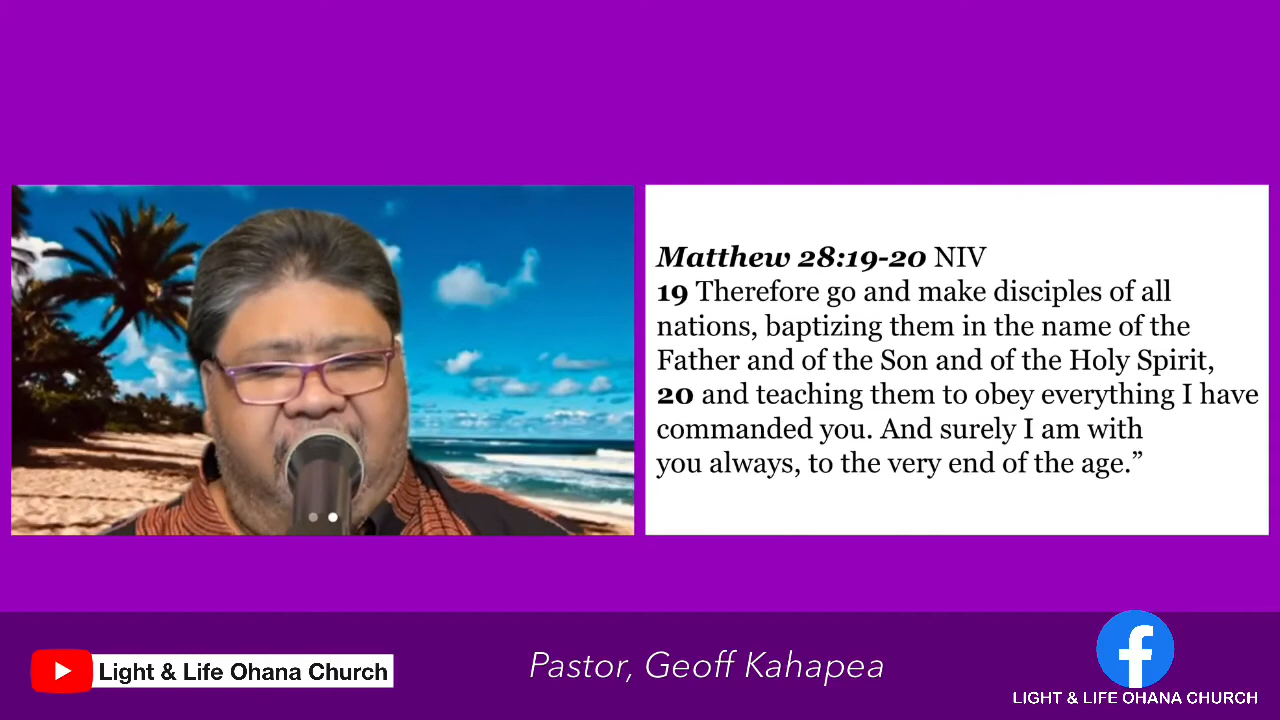 Matthew 28:19-20 NIV
19 Therefore go and make disciples of all
nations, baptizing them in the name of the
Father and of the Son and of the Holy Spirit,
20 and teaching them to obey everything I have
commanded you. And surely I am with
you always, to the very end of the age.”
Light & Life Ohana Church
Pastor, Geoff Kahapea
LIGHT & LIFE OHANA CHURCH